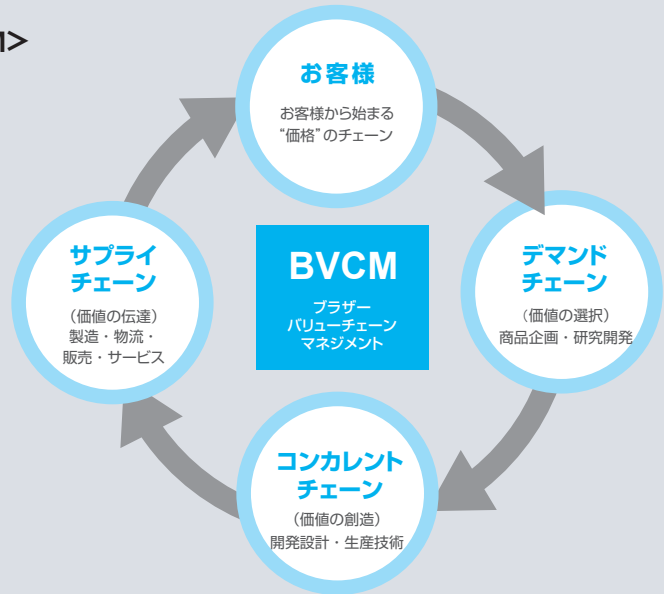 M>
お客様
お客様から始まる
“価格”のチェーン
サプライ
チェーン
（価値の伝達）
製造・物流・
販売・サービス
BVCM
ブラザー
バリューチェーン
マネジメント
デマンド
チェーン
（価値の選択）
商品企画・研究開発
コンカレント
チェーン
（価値の創造）
開発設計・生産技術